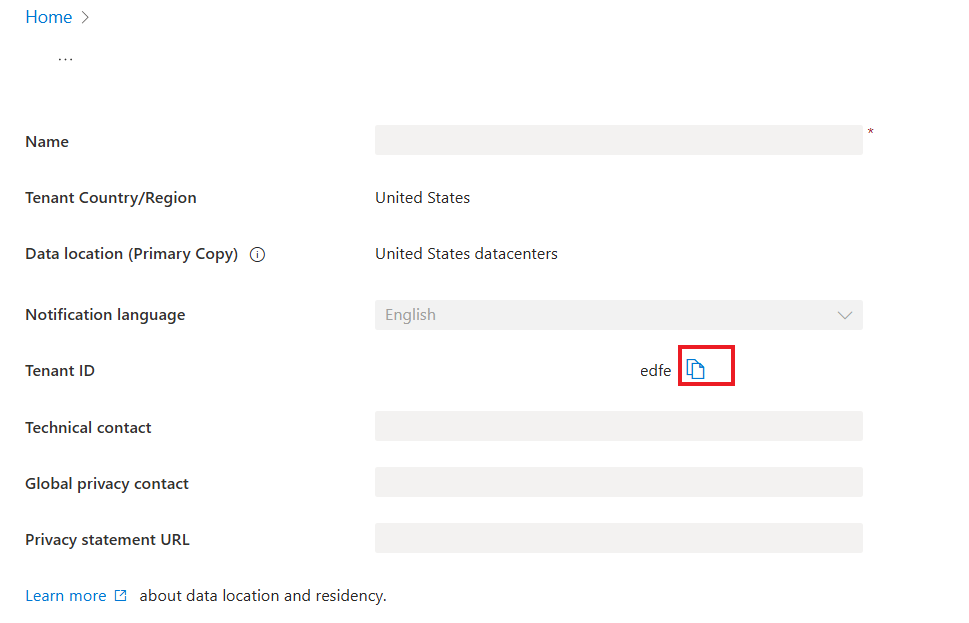 Home
...
Name *
Tenant Country/Region United States
Data location (Primary Copy) United States datacenters
Notification language English
Tenant ID edfe
Technical contact
Global privacy contact
Privacy statement URL
Learn more about data location and residency.